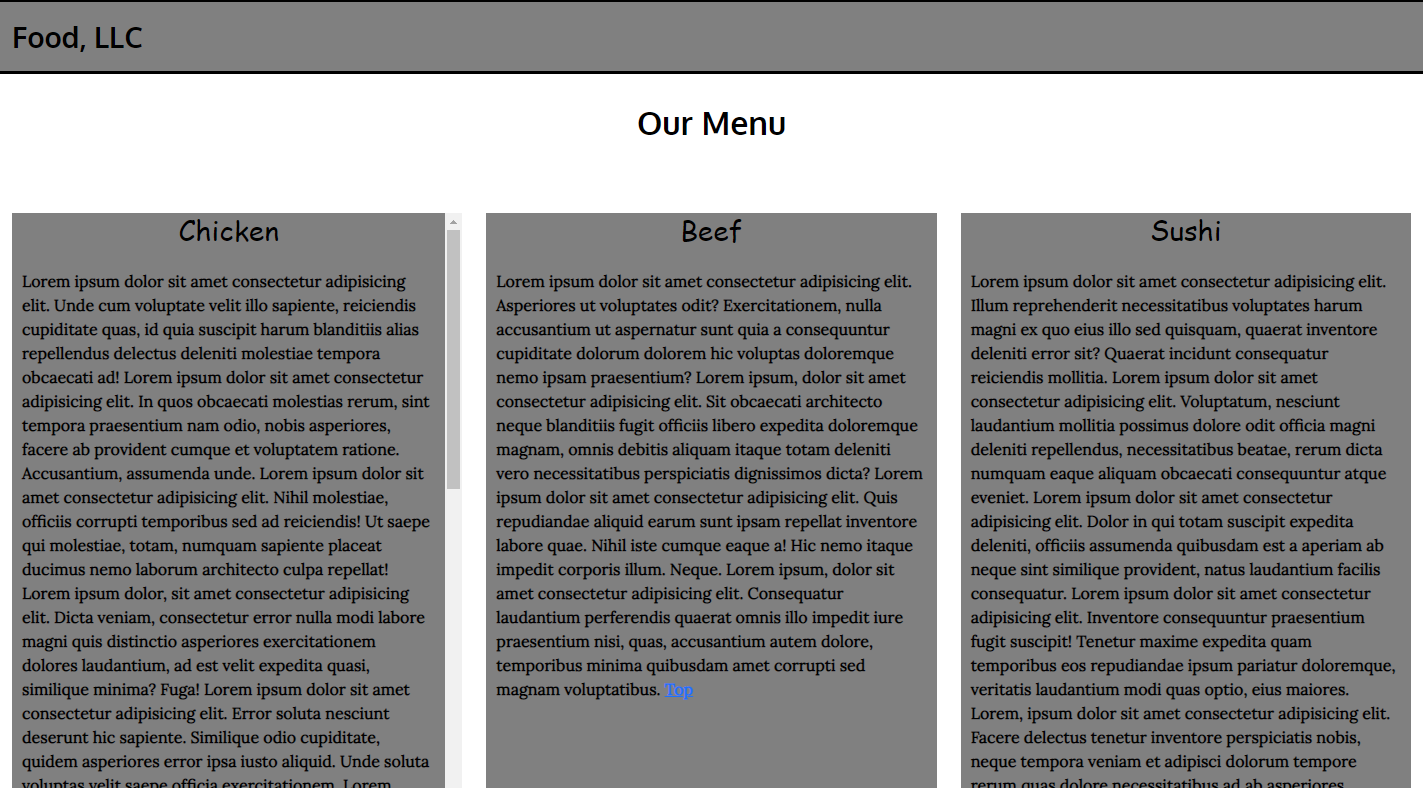 Food, LLC
Our Menu
Chicken
Lorem ipsum dolor sit amet consectetur adipisicing
elit. Unde cum voluptate velit illo sapiente, reiciendis
cupiditate quas, id quia suscipit harum blanditiis alias
repellendus delectus deleniti molestiae tempora
obcaecati ad! Lorem ipsum dolor sit amet consectetur
adipisicing elit. In quos obcaecati molestias rerum, sint
tempora praesentium nam odio, nobis asperiores,
facere ab provident cumque et voluptatem ratione.
Accusantium, assumenda unde. Lorem ipsum dolor sit
amet consectetur adipisicing elit. Nihil molestiae,
officiis corrupti temporibus sed ad reiciendis! Ut saepe
qui molestiae, totam, numquam sapiente placeat
ducimus nemo laborum architecto culpa repellat!
Lorem ipsum dolor, sit amet consectetur adipisicing
elit. Dicta veniam, consectetur error nulla modi labore
magni quis distinctio asperiores exercitationem
dolores laudantium, ad est velit expedita quasi,
similique minima? Fuga! Lorem ipsum dolor sit amet
consectetur adipisicing elit. Error soluta nesciunt
deserunt hic sapiente. Similique odio cupiditate,
quidem asperiores error ipsa iusto aliquid. Unde soluta
voluptas velit saepe officia exercitationem. Lorem
Beef
Lorem ipsum dolor sit amet consectetur adipisicing elit.
Asperiores ut voluptates odit? Exercitationem, nulla
accusantium ut aspernatur sunt quia a consequuntur
cupiditate dolorum dolorem hic voluptas doloremque
nemo ipsam praesentium? Lorem ipsum, dolor sit amet
consectetur adipisicing elit. Sit obcaecati architecto
neque blanditiis fugit officiis libero expedita doloremque
magnam, omnis debitis aliquam itaque totam deleniti
vero necessitatibus perspiciatis dignissimos dicta? Lorem
ipsum dolor sit amet consectetur adipisicing elit. Quis
repudiandae aliquid earum sunt ipsam repellat inventore
labore quae. Nihil iste cumque eaque a! Hic nemo itaque
impedit corporis illum. Neque. Lorem ipsum, dolor sit
amet consectetur adipisicing elit. Consequatur
laudantium perferendis quaerat omnis illo impedit iure
praesentium nisi, quas, accusantium autem dolore,
temporibus minima quibusdam amet corrupti sed
magnam voluptatibus. Top
Sushi
Lorem ipsum dolor sit amet consectetur adipisicing elit.
Illum reprehenderit necessitatibus voluptates harum
magni ex quo eius illo sed quisquam, quaerat inventore
deleniti error sit? Quaerat incidunt consequatur
reiciendis mollitia. Lorem ipsum dolor sit amet
consectetur adipisicing elit. Voluptatum, nesciunt
laudantium mollitia possimus dolore odit officia magni
deleniti repellendus, necessitatibus beatae, rerum dicta
numquam eaque aliquam obcaecati consequuntur atque
eveniet. Lorem ipsum dolor sit amet consectetur
adipisicing elit. Dolor in qui totam suscipit expedita
deleniti, officiis assumenda quibusdam est a aperiam ab
neque sint similique provident, natus laudantium facilis
consequatur. Lorem ipsum dolor sit amet consectetur
adipisicing elit. Inventore consequuntur praesentium
fugit suscipit! Tenetur maxime expedita quam
temporibus eos repudiandae ipsum pariatur doloremque,
veritatis laudantium modi quas optio, eius maiores.
Lorem, ipsum dolor sit amet consectetur adipisicing elit.
Facere delectus tenetur inventore perspiciatis nobis,
neque tempora veniam et adipisci dolorum tempore
rerum quas dolore necessitatibus ad ab asperiores